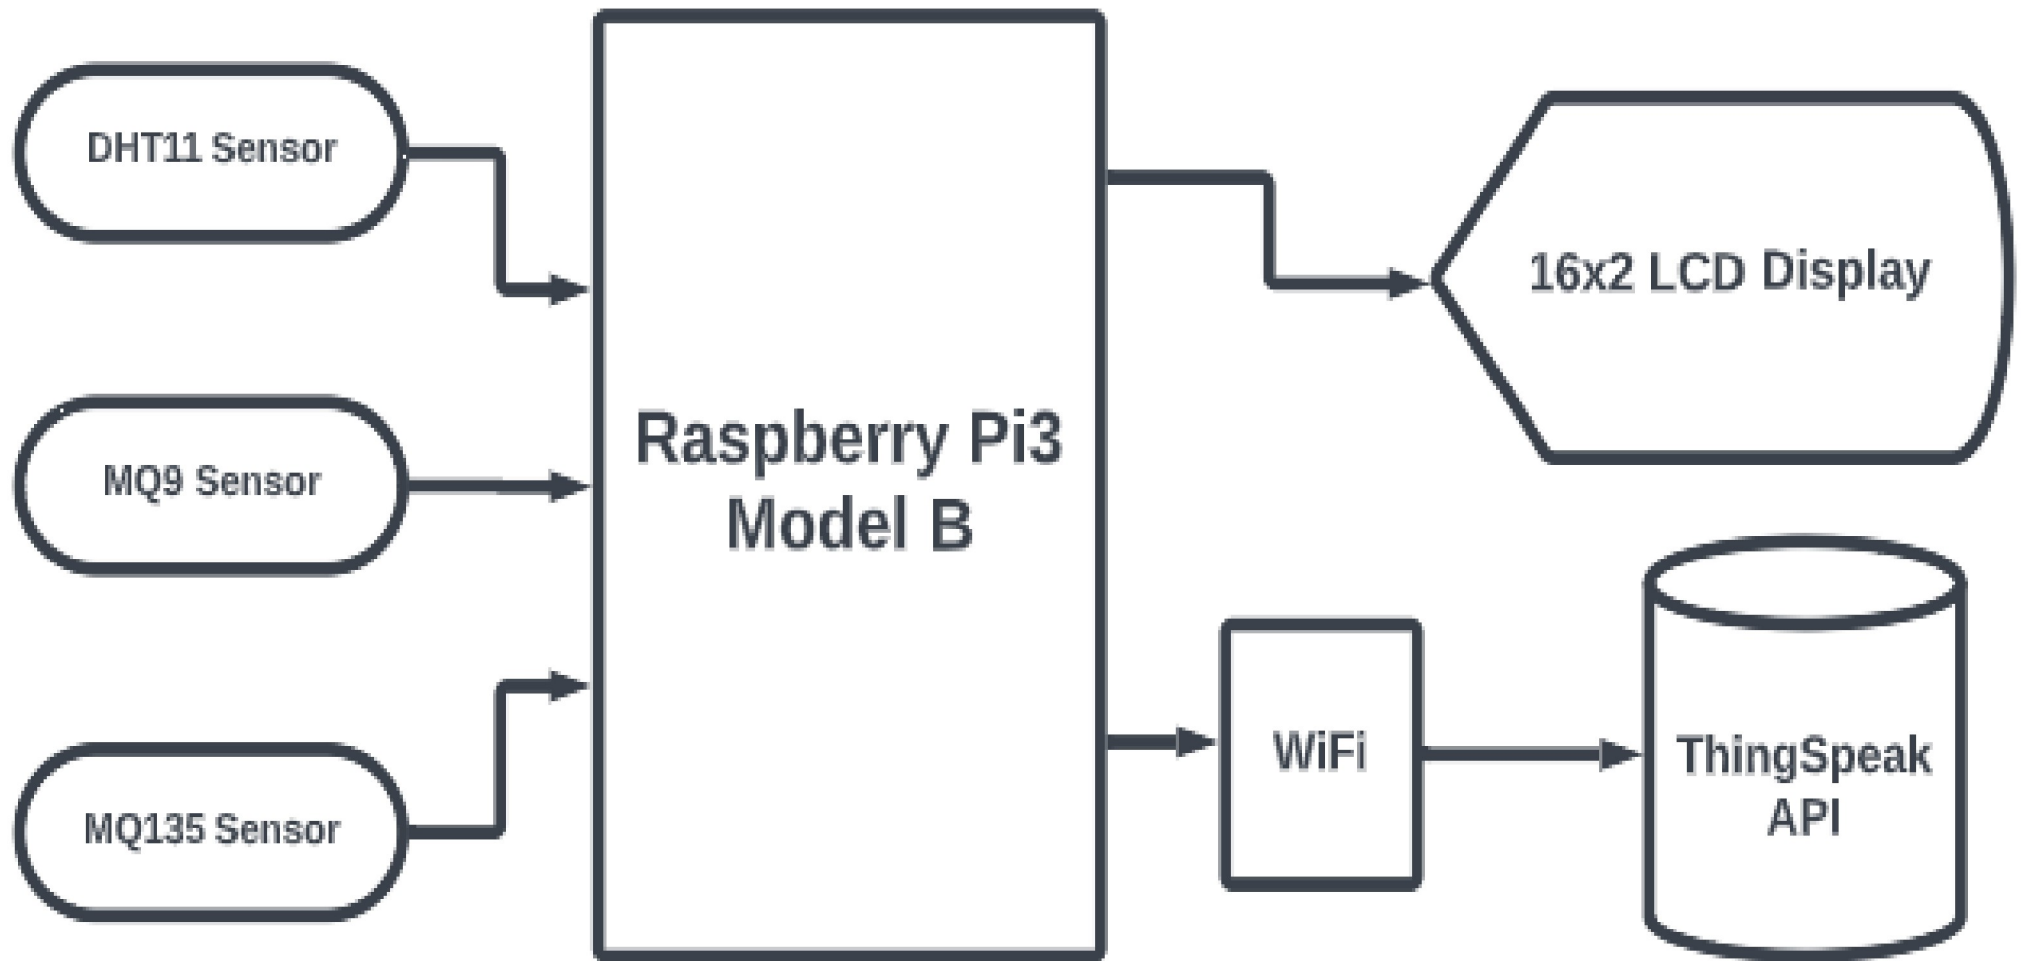 DHT11 Sensor
MQ9 Sensor
MQ135 Sensor
Raspberry Pi3
Model B
16x2 LCD Display
WiFi
ThingSpeak
API